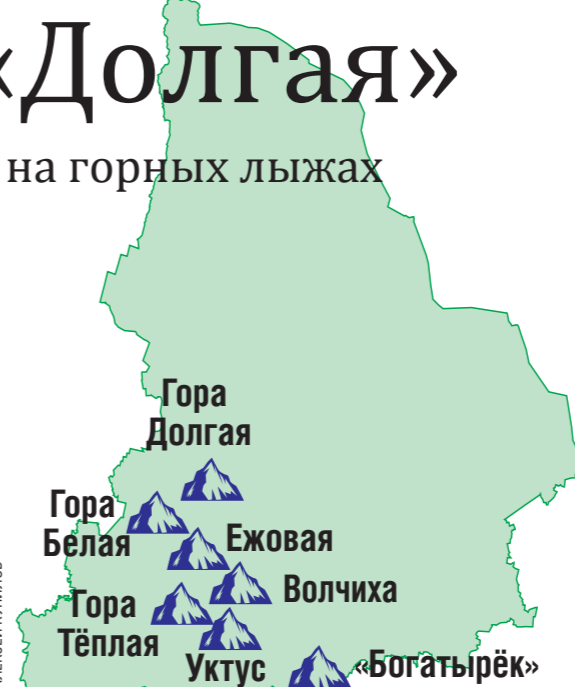 «Долгая»
на горных лыжах
Гора
Долгая
Гора
Белая
Ежовая
Волчиха
Гора
Тёплая
Уктус
«Богатырёк»